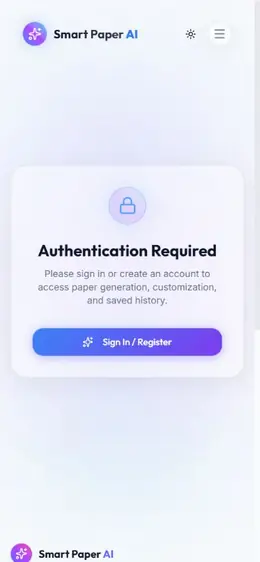 Smart Paper AI
Authentication Required
Please sign in or create an account to
access paper generation, customization,
and saved history.
Sign In / Register
Smart Paper AI